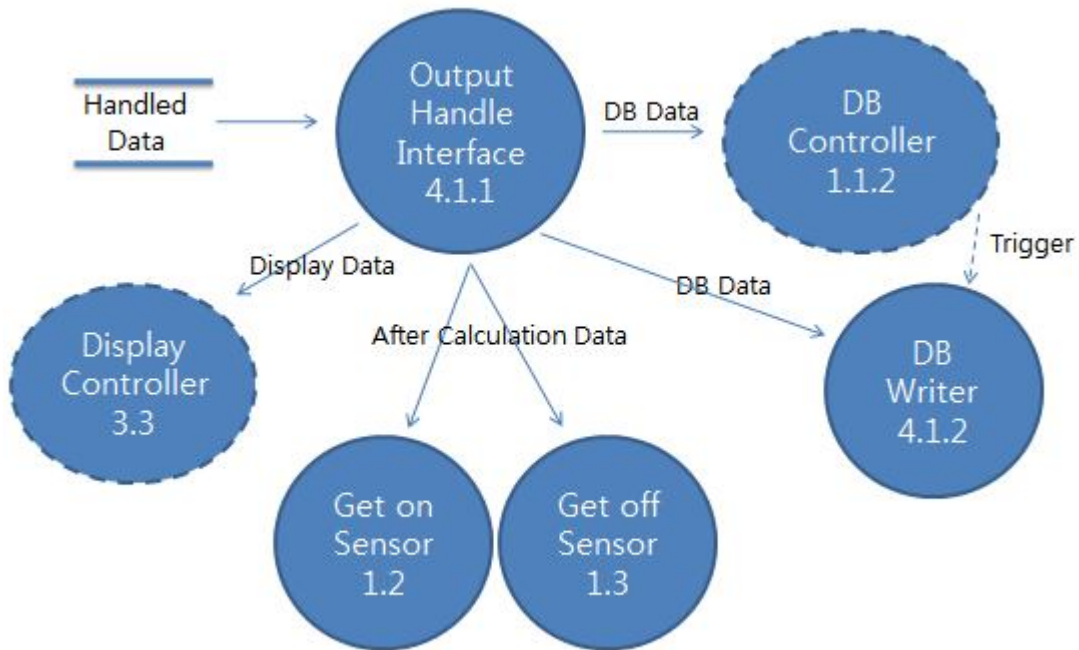 Handled
Data
Output
Handle
Interface
4.1.1
DB Data
DB
Controller
1.1.2
Trigger
Display Data
DB Data
After Calculation Data
Display
Controller
3.3
DB
Writer
4.1.2
Get on
Sensor
1.2
Get off
Sensor
1.3